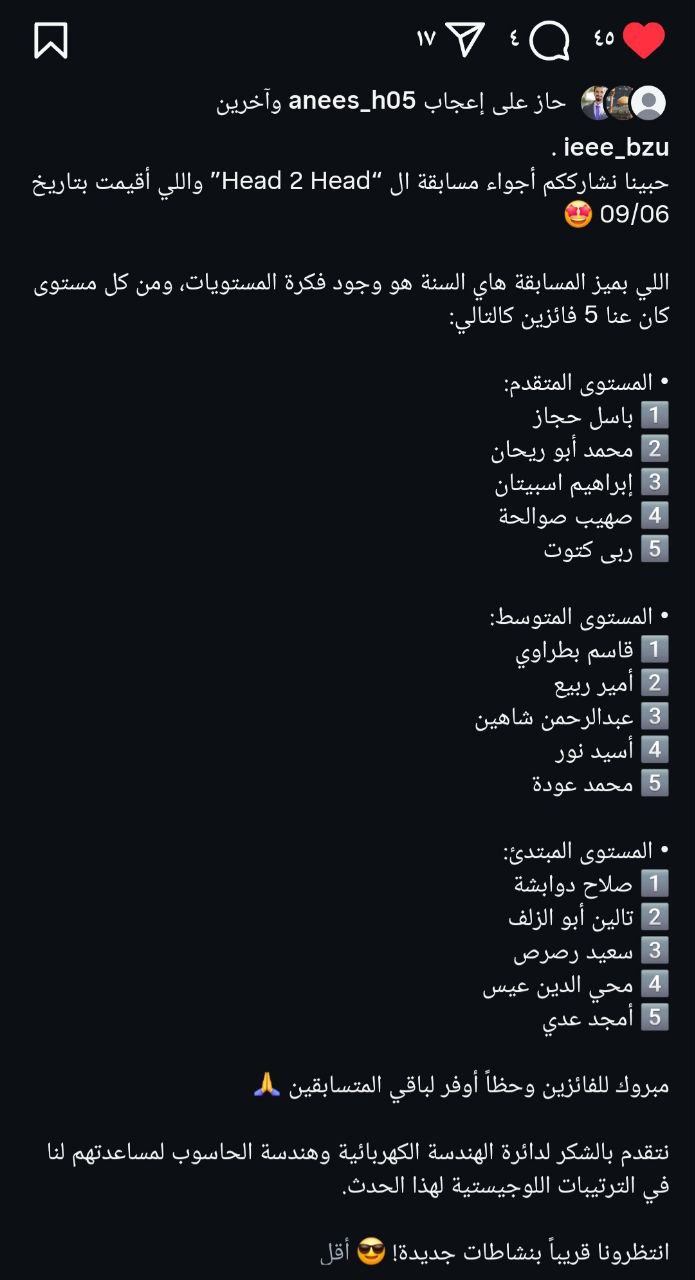 ٤٥ ٤ ١٧
حاز على إعجاب anees_h05 وآخرين
ieee_bzu .
حبينا نشارككم أجواء مسابقة ال “Head 2 Head” واللي أقيمت بتاريخ
09/06 🤩
اللي بميز المسابقة هاي السنة هو وجود فكرة المستويات، ومن كل مستوى
كان عنا 5 فائزين كالتالي:
• المستوى المتقدم:
1️⃣ باسل حجاز
2️⃣ محمد أبو ريحان
3️⃣ إبراهيم اسبيتان
4️⃣ صهيب صوالحة
5️⃣ ربى كتوت
• المستوى المتوسط:
1️⃣ قاسم بطراوي
2️⃣ أمير ربيع
3️⃣ عبدالرحمن شاهين
4️⃣ أسيد نور
5️⃣ محمد عودة
• المستوى المبتدئ:
1️⃣ صلاح دوابشة
2️⃣ تالين أبو الزلف
3️⃣ سعيد رصرص
4️⃣ محي الدين عيس
5️⃣ أمجد عدي
مبروك للفائزين وحظاً أوفر لباقي المتسابقين 🙏
نتقدم بالشكر لدائرة الهندسة الكهربائية وهندسة الحاسوب لمساعدتهم لنا
في الترتيبات اللوجيستية لهذا الحدث.
انتظرونا قريباً بنشاطات جديدة! 😎 أقل